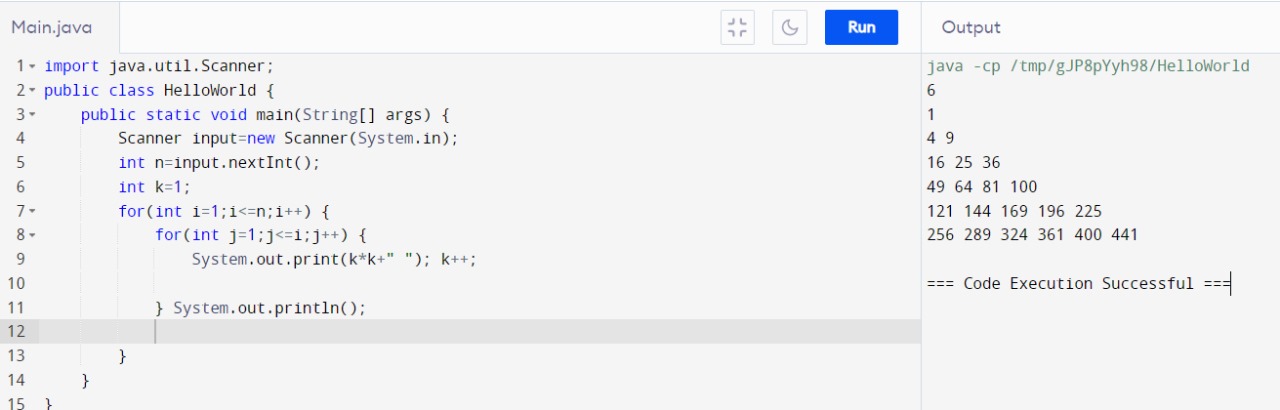 Main.java
Run
Output
1 import java.util.Scanner;
2 public class HelloWorld {
3     public static void main(String[] args) {
4         Scanner input=new Scanner(System.in);
5         int n=input.nextInt();
6         int k=1;
7         for(int i=1;i<=n;i++) {
8             for(int j=1;j<=i;j++) {
9                 System.out.print(k*k+" "); k++;
10
11             } System.out.println();
12
13         }
14     }
15 }
java -cp /tmp/gJP8pYyh98/HelloWorld
6
1
4 9
16 25 36
49 64 81 100
121 144 169 196 225
256 289 324 361 400 441
=== Code Execution Successful ===